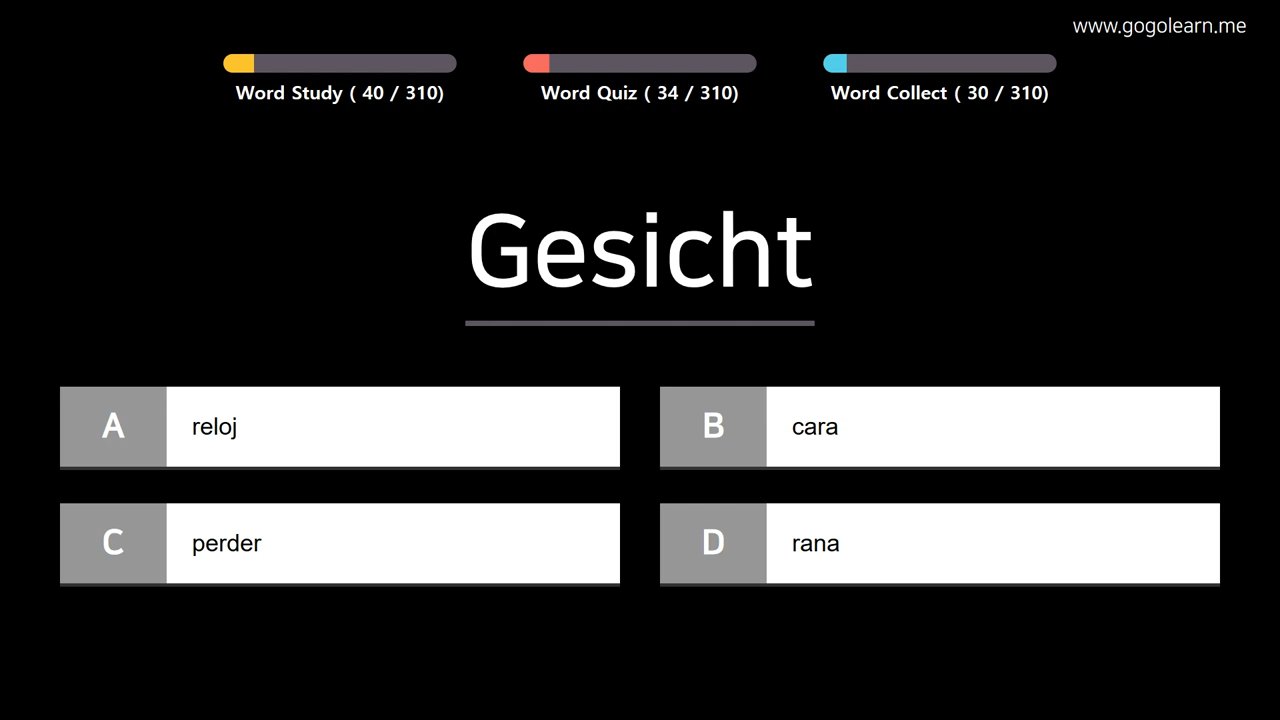 www.gogolearn.me
Word Study ( 40 / 310)
Word Quiz ( 34 / 310)
Word Collect ( 30 / 310)
Gesicht
A reloj
B cara
C perder
D rana